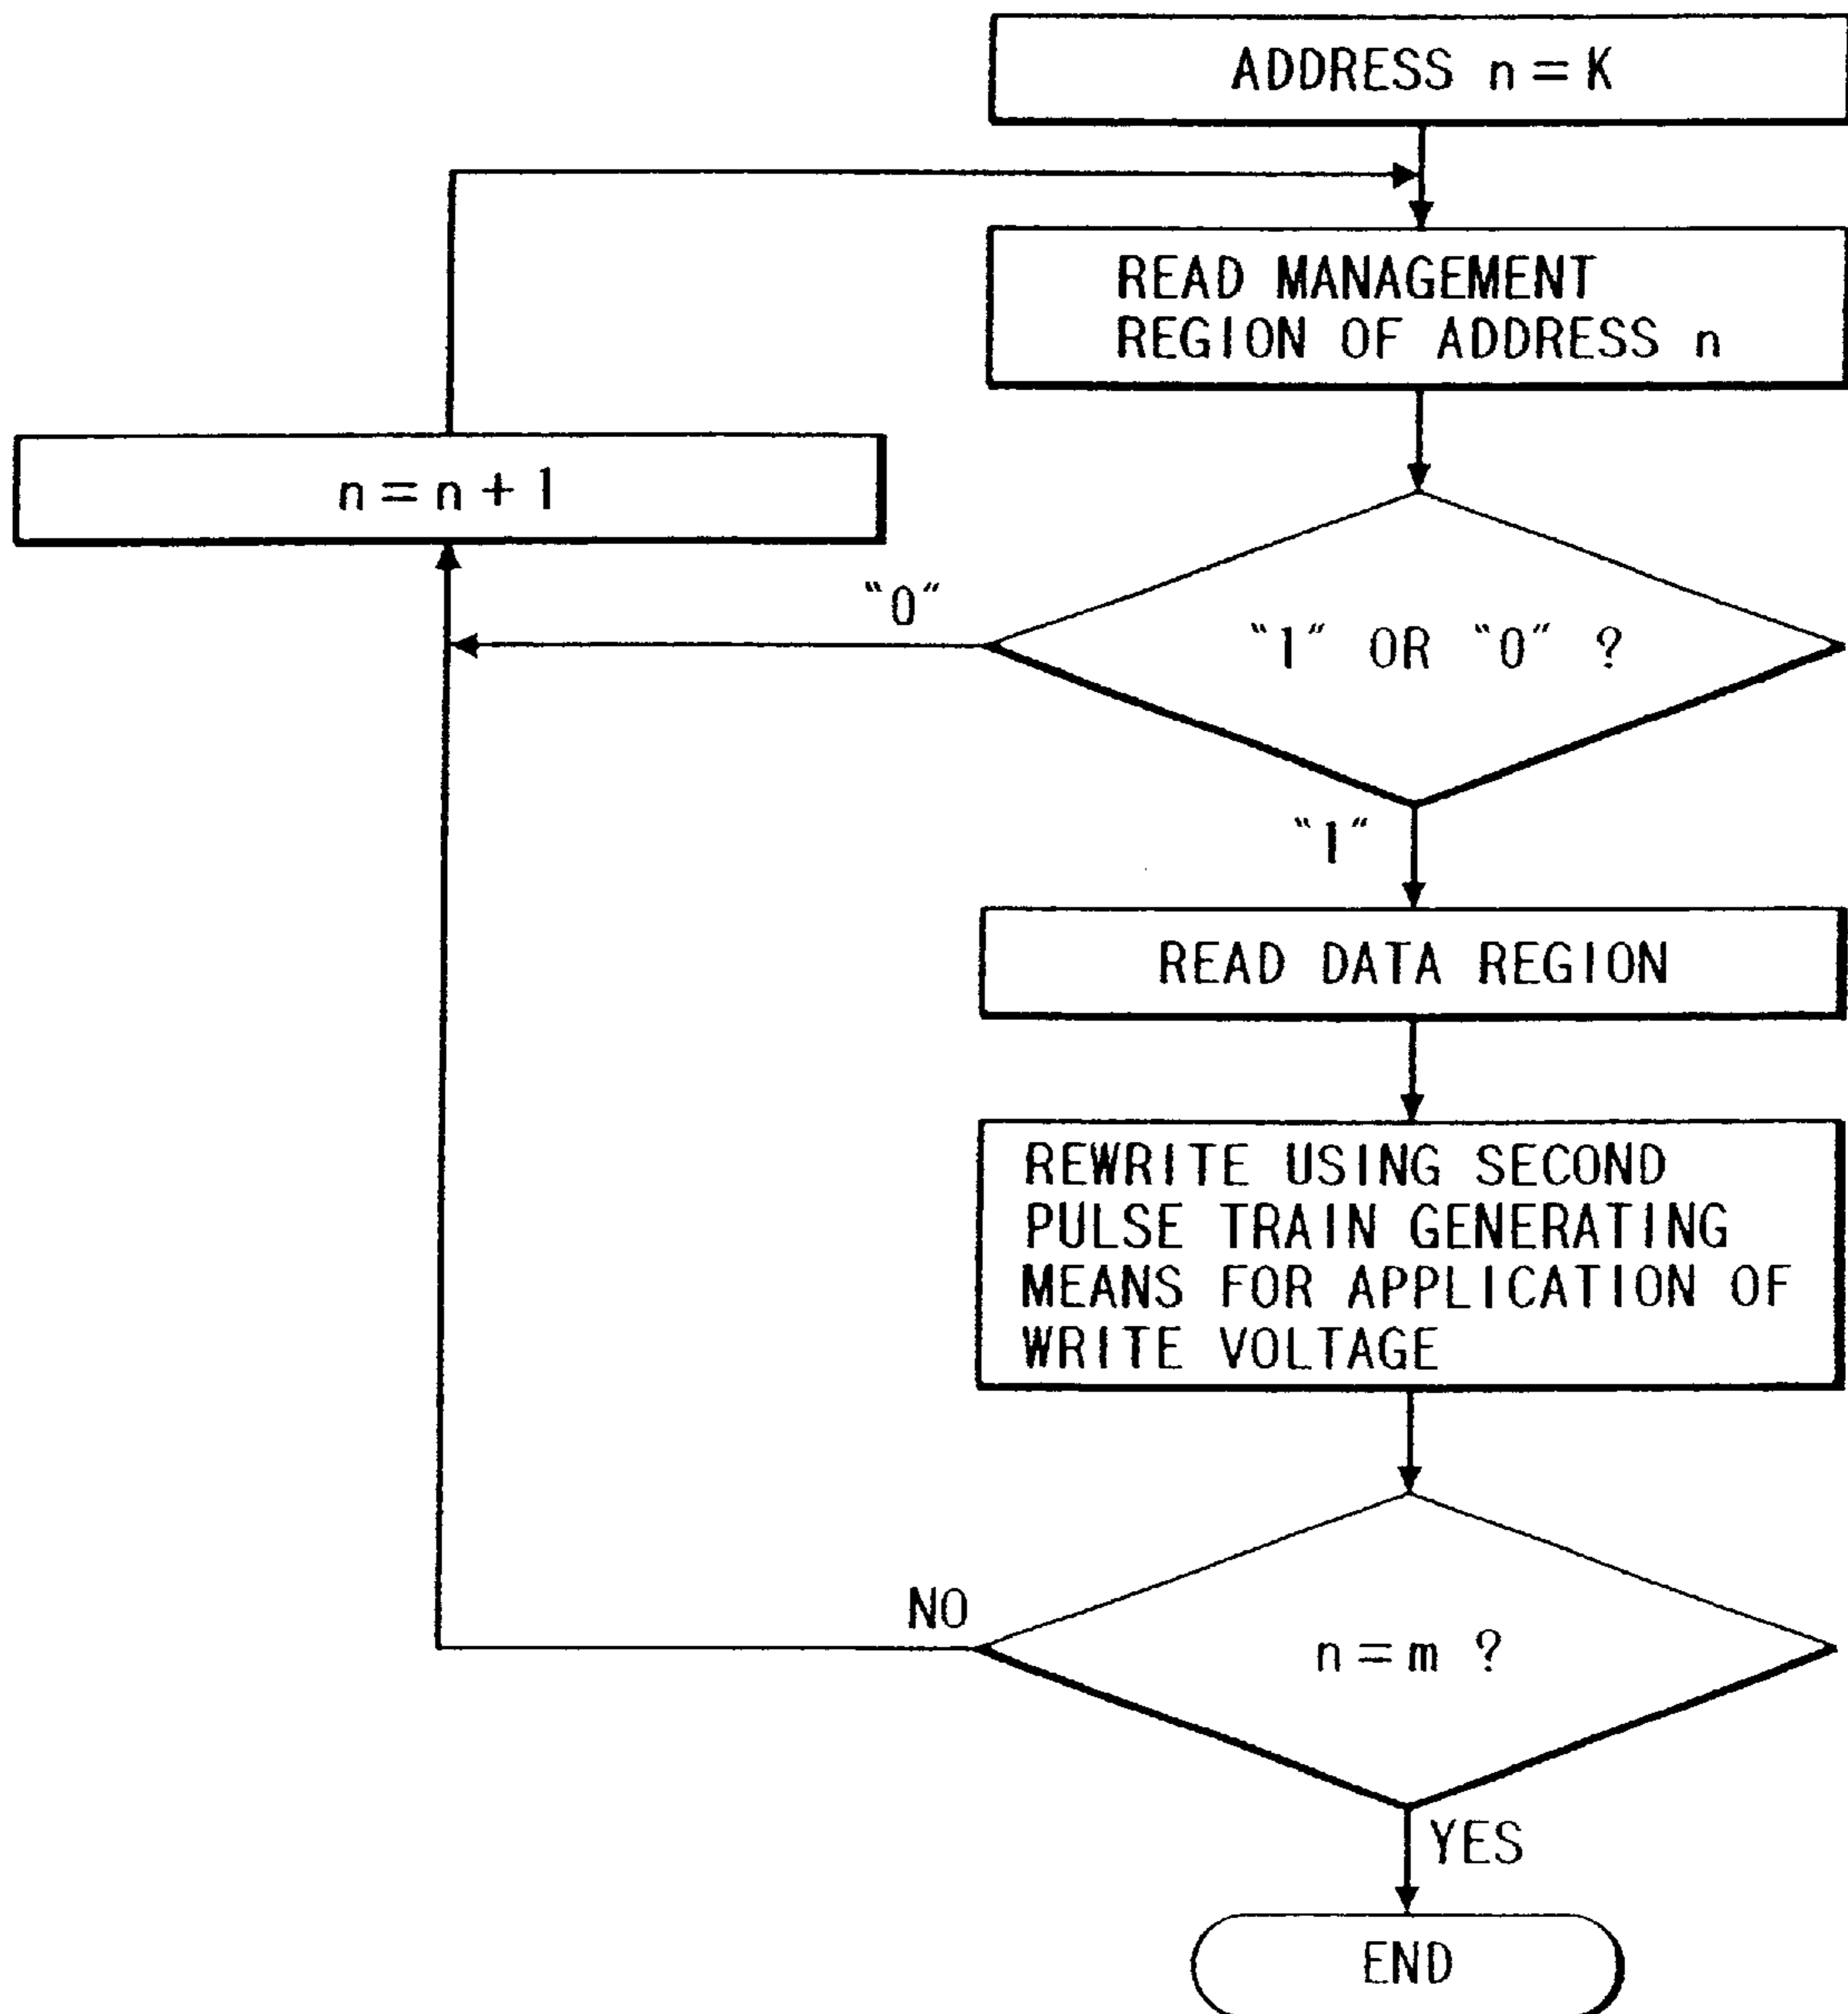 ADDRESS n=K
READ MANAGEMENT
REGION OF ADDRESS n
n=n+1
"0"
"1" OR "0" ?
"1"
READ DATA REGION
REWRITE USING SECOND
PULSE TRAIN GENERATING
MEANS FOR APPLICATION OF
WRITE VOLTAGE
NO
n=m ?
YES
END